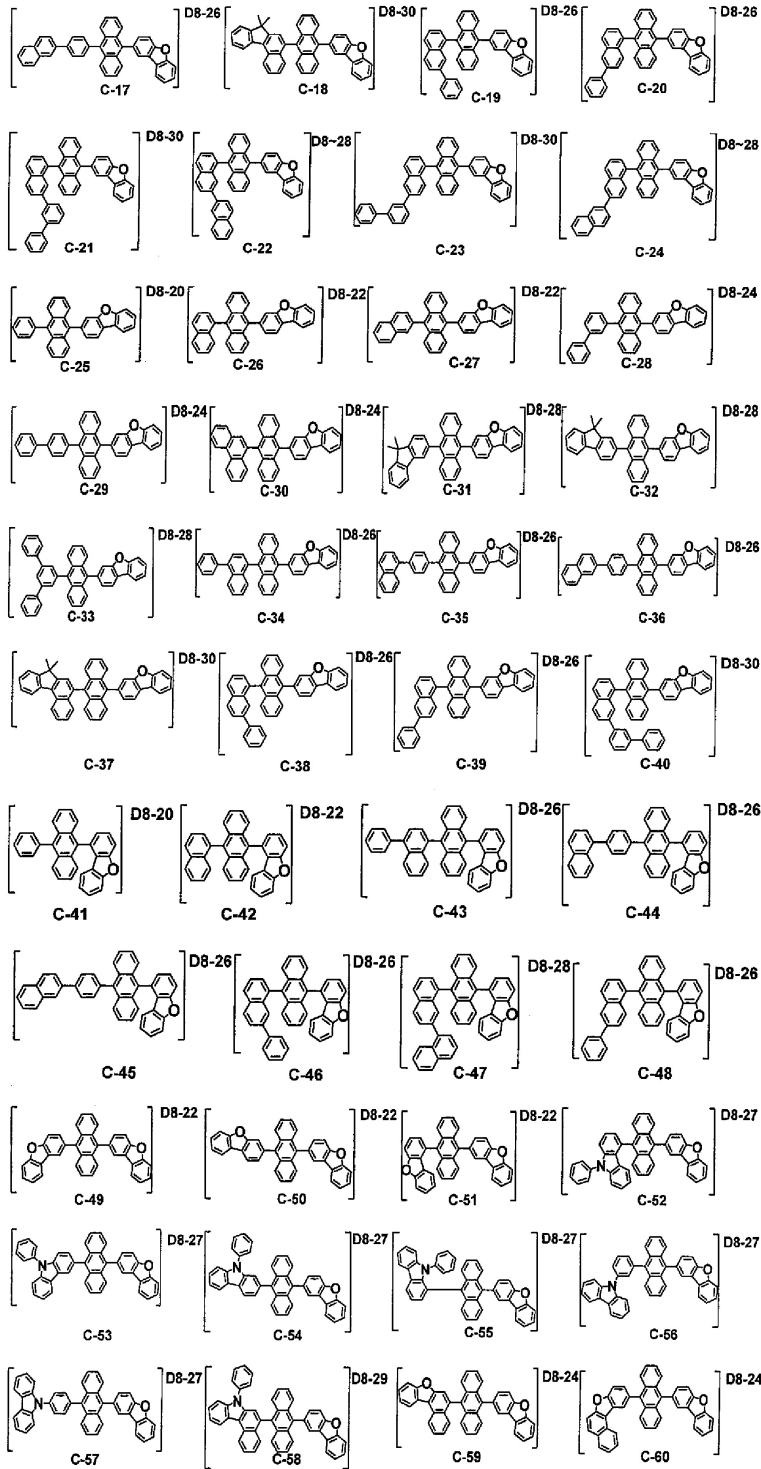 D8-26 D8-30 D8-26 D8-26
O O O O
C-17 C-18 C-19 C-20
D8-30 D8~28 D8-30 D8~28
O O O O
C-21 C-22 C-23 C-24
D8-20 D8-22 D8-22 D8-24
O O O O
C-25 C-26 C-27 C-28
D8-24 D8-24 D8-28 D8-28
O O O O
C-29 C-30 C-31 C-32
D8-28 D8-26 D8-26 D8-26
O O O O
C-33 C-34 C-35 C-36
D8-30 D8-26 D8-26 D8-30
O O O O
C-37 C-38 C-39 C-40
D8-20 D8-22 D8-26 D8-26
O O O O
C-41 C-42 C-43 C-44
D8-26 D8-26 D8-28 D8-26
O O O O
C-45 C-46 C-47 C-48
D8-22 D8-22 D8-22 D8-27
O O O O O O N O
C-49 C-50 C-51 C-52
D8-27 D8-27 D8-27 D8-27
N O N O N O N O
C-53 C-54 C-55 C-56
D8-27 D8-29 D8-24 D8-24
N O N O O O O O
C-57 C-58 C-59 C-60